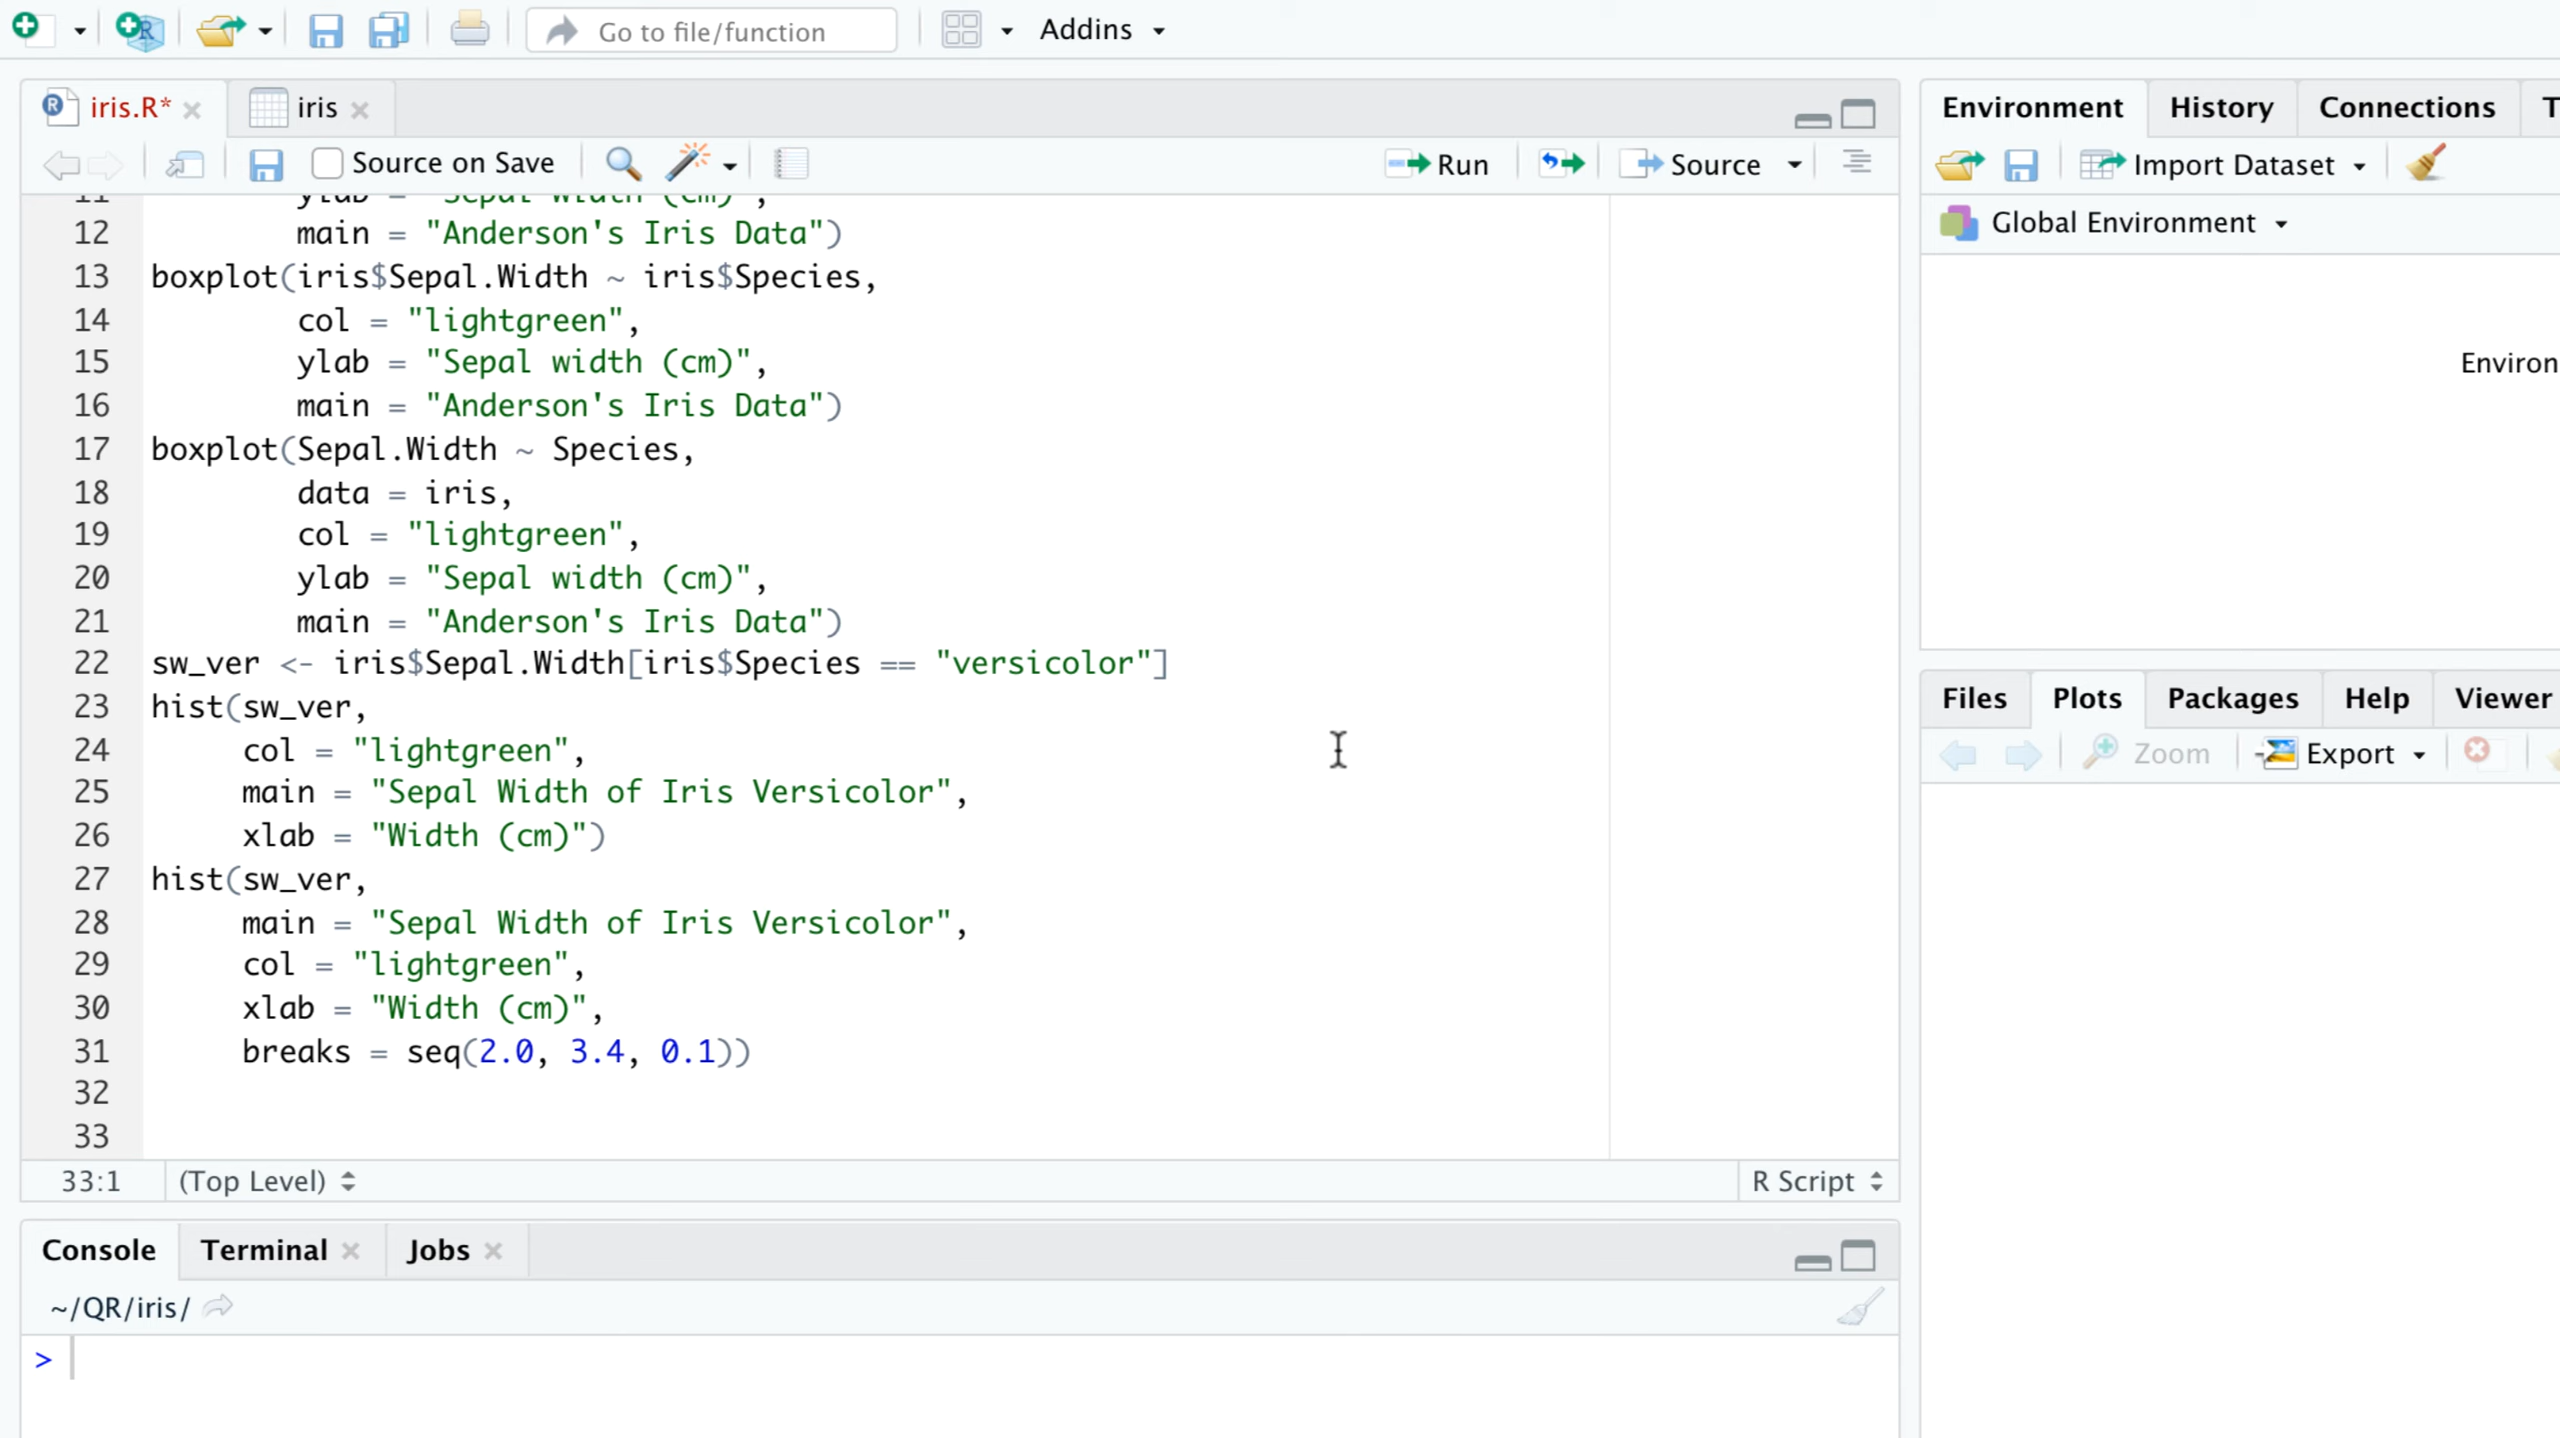 Go to file/function
Addins
iris.R*
iris
Environment
History
Connections
Source on Save
Run
Source
Import Dataset
Global Environment
Environ
11 ylab = "Sepal width (cm)",
12 main = "Anderson's Iris Data")
13 boxplot(iris$Sepal.Width ~ iris$Species,
14 col = "lightgreen",
15 ylab = "Sepal width (cm)",
16 main = "Anderson's Iris Data")
17 boxplot(Sepal.Width ~ Species,
18 data = iris,
19 col = "lightgreen",
20 ylab = "Sepal width (cm)",
21 main = "Anderson's Iris Data")
22 sw_ver <- iris$Sepal.Width[iris$Species == "versicolor"]
23 hist(sw_ver,
24 col = "lightgreen",
25 main = "Sepal Width of Iris Versicolor",
26 xlab = "Width (cm)")
27 hist(sw_ver,
28 main = "Sepal Width of Iris Versicolor",
29 col = "lightgreen",
30 xlab = "Width (cm)",
31 breaks = seq(2.0, 3.4, 0.1))
32
33
33:1
(Top Level)
R Script
Files
Plots
Packages
Help
Viewer
Zoom
Export
Console
Terminal
Jobs
~/QR/iris/
>